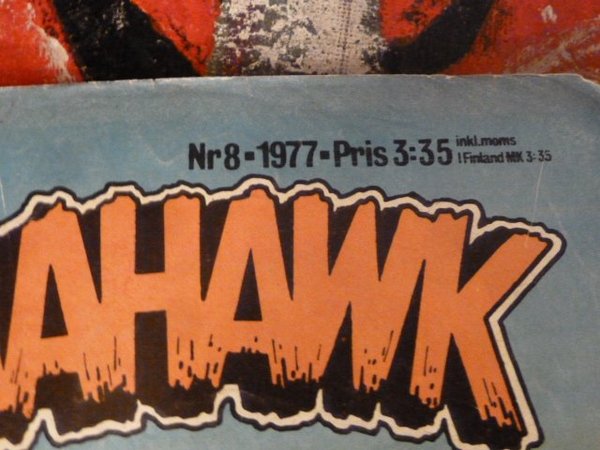 Nr 8 ▪ 1977 ▪ Pris 3:35 inkl.moms
I Finland MK 3:35
AHAWK